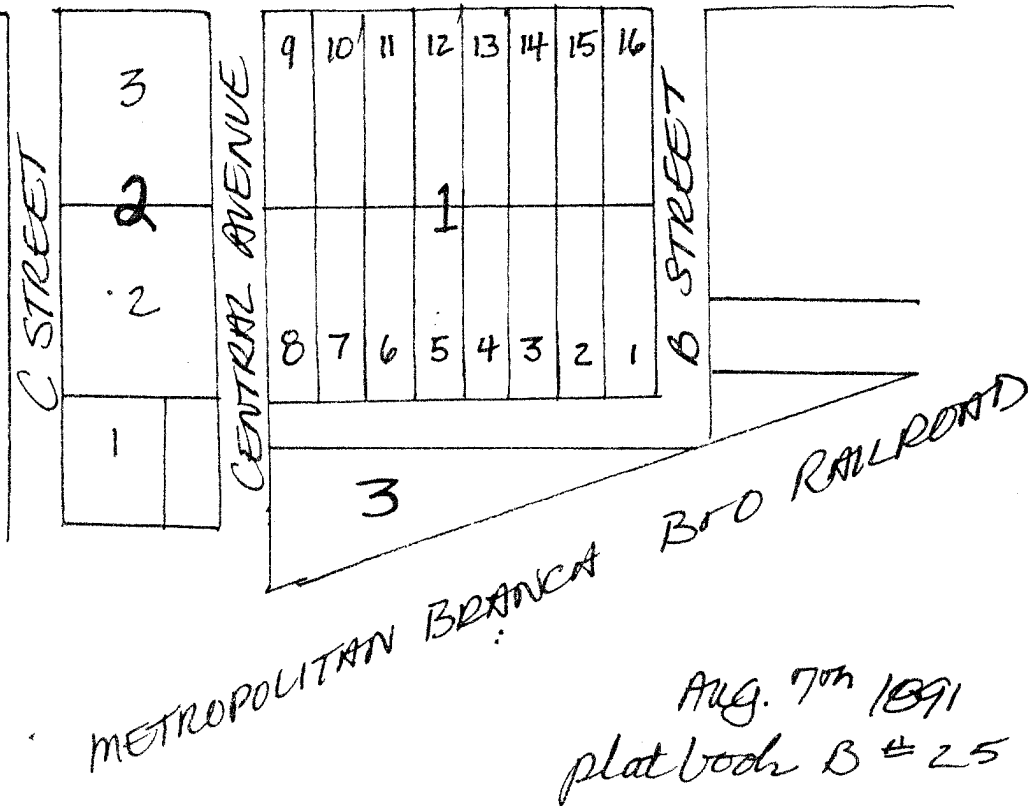 3
2
2
1
C STREET
CENTRAL AVENUE
9 10 11 12 13 14 15 16
1
8 7 6 5 4 3 2 1
B STREET
3
METROPOLITAN BRANCH B&O RAILROAD
Aug. 7th 1891
plat book B # 25